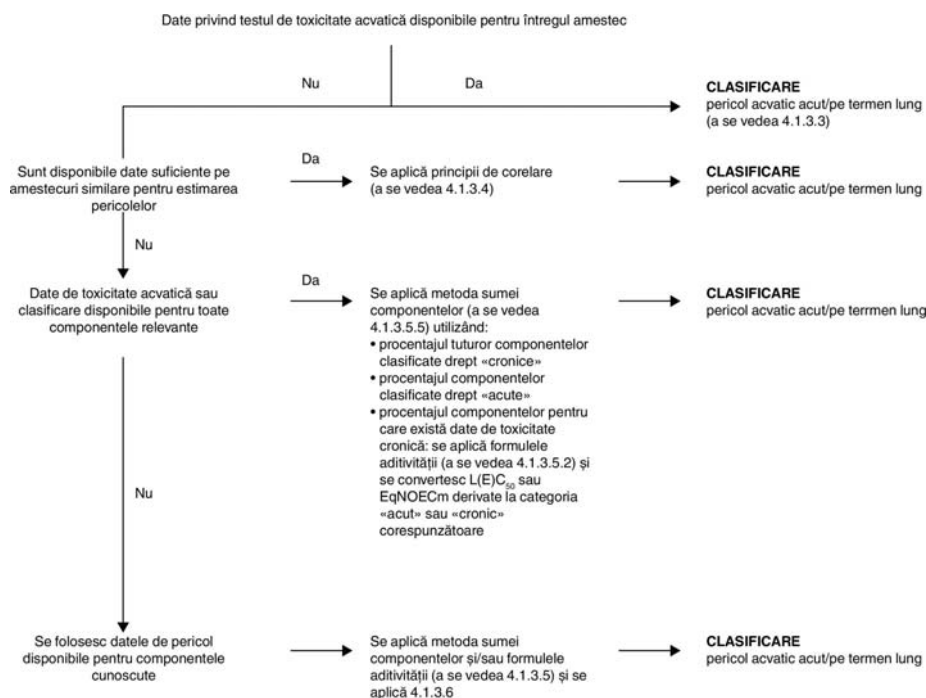 Date privind testul de toxicitate acvatică disponibile pentru întregul amestec
Nu
Da
CLASIFICARE
pericol acvatic acut/pe termen lung
(a se vedea 4.1.3.3)
Sunt disponibile date suficiente pe
amestecuri similare pentru estimarea
pericolelor
Da
Se aplică principii de corelare
(a se vedea 4.1.3.4)
CLASIFICARE
pericol acvatic acut/pe termen lung
Nu
Date de toxicitate acvatică sau
clasificare disponibile pentru toate
componentele relevante
Da
Se aplică metoda sumei
componentelor (a se vedea
4.1.3.5.5) utilizând:
• procentajul tuturor componentelor
clasificate drept «cronice»
• procentajul componentelor
clasificate drept «acute»
• procentajul componentelor pentru
care există date de toxicitate
cronică: se aplică formulele
aditivității (a se vedea 4.1.3.5.2) și
se convertesc L(E)C50 sau
EqNOECm derivate la categoria
«acut» sau «cronic»
corespunzătoare
CLASIFICARE
pericol acvatic acut/pe terrmen lung
Nu
Se folosesc datele de pericol
disponibile pentru componentele
cunoscute
Se aplică metoda sumei
componentelor și/sau formulele
aditivității (a se vedea 4.1.3.5) și se
aplică 4.1.3.6
CLASIFICARE
pericol acvatic acut/pe termen lung